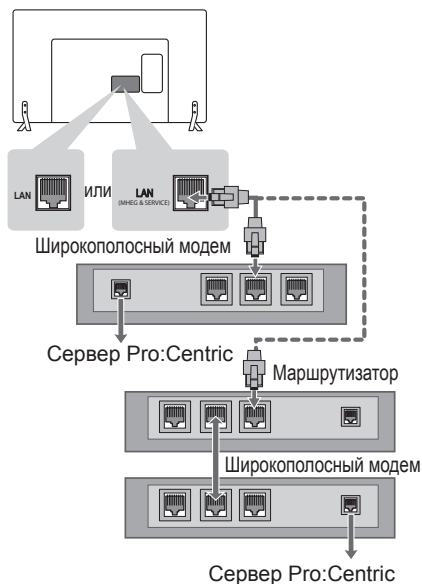 LAN
или
LAN
(MHEG & SERVICE)
Широкополосный модем
Сервер Pro:Centric
Маршрутизатор
Широкополосный модем
Сервер Pro:Centric